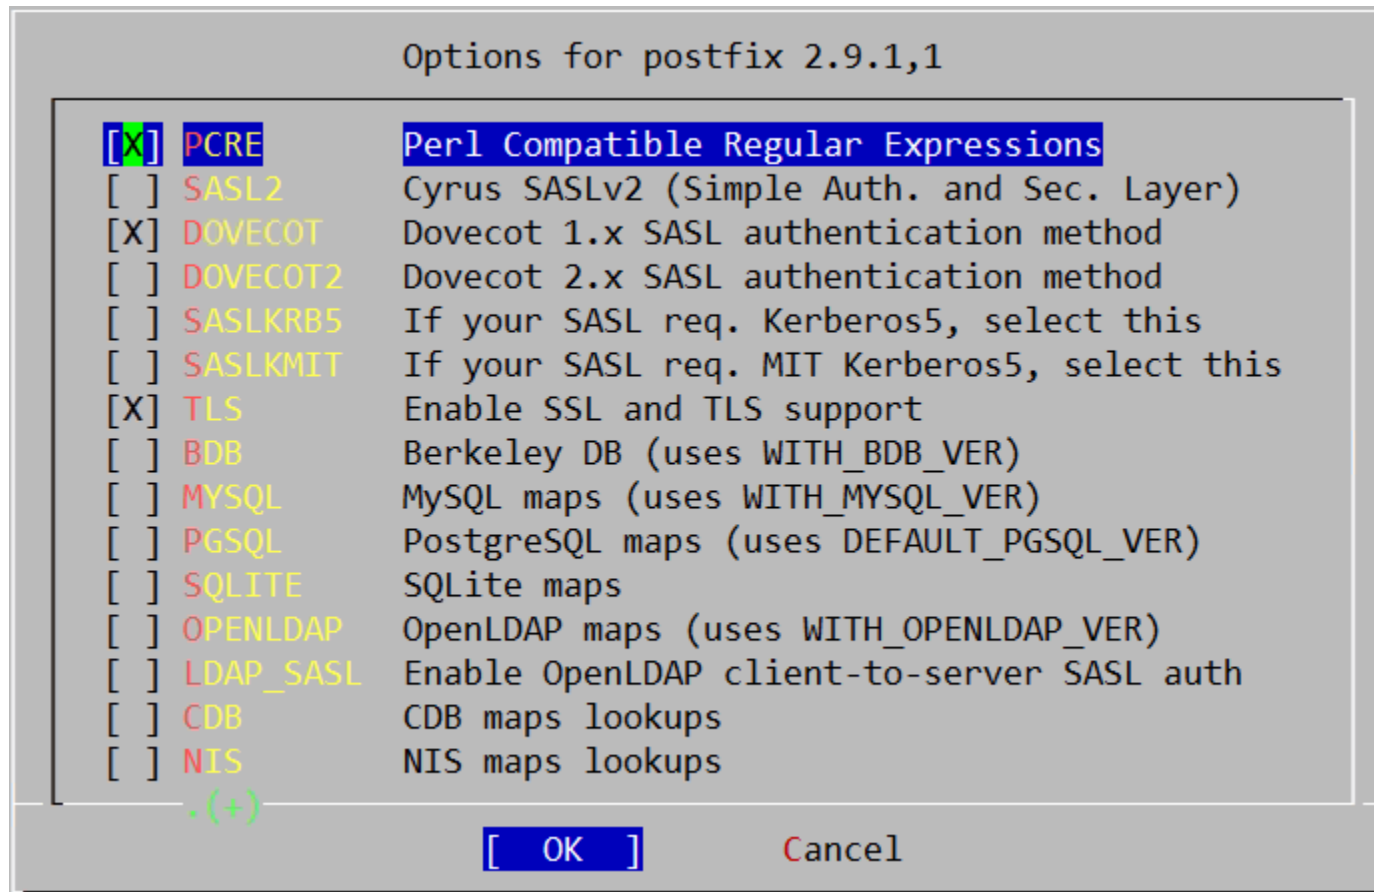 Options for postfix 2.9.1,1
[X] PCRE Perl Compatible Regular Expressions
[ ] SASL2 Cyrus SASLv2 (Simple Auth. and Sec. Layer)
[X] DOVECOT Dovecot 1.x SASL authentication method
[ ] DOVECOT2 Dovecot 2.x SASL authentication method
[ ] SASLKRB5 If your SASL req. Kerberos5, select this
[ ] SASLKMIT If your SASL req. MIT Kerberos5, select this
[X] TLS Enable SSL and TLS support
[ ] BDB Berkeley DB (uses WITH_BDB_VER)
[ ] MYSQL MySQL maps (uses WITH_MYSQL_VER)
[ ] PGSQL PostgreSQL maps (uses DEFAULT_PGSQL_VER)
[ ] SQLITE SQLite maps
[ ] OPENLDAP OpenLDAP maps (uses WITH_OPENLDAP_VER)
[ ] LDAP_SASL Enable OpenLDAP client-to-server SASL auth
[ ] CDB CDB maps lookups
[ ] NIS NIS maps lookups
.(+)
[ OK ] Cancel